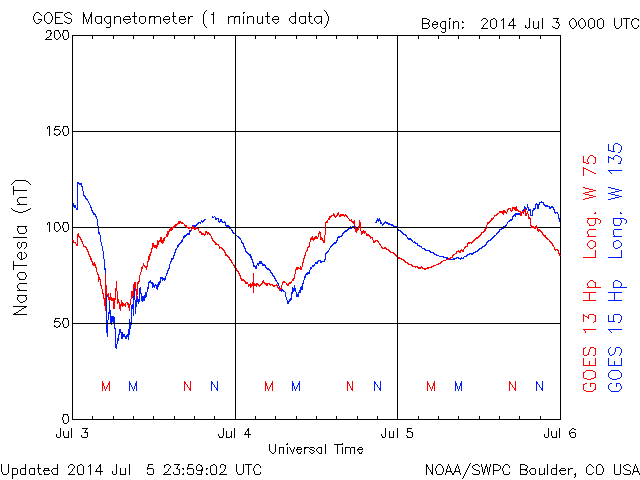 GOES Magnetometer (1 minute data)
Begin: 2014 Jul 3 0000 UTC
200
150
100
50
0
NanoTesla (nT)
M M N N M M N N M M N N
Jul 3 Jul 4 Jul 5 Jul 6
Universal Time
GOES 13 Hp Long. W 75
GOES 15 Hp Long. W 135
Updated 2014 Jul 5 23:59:02 UTC
NOAA/SWPC Boulder, CO USA